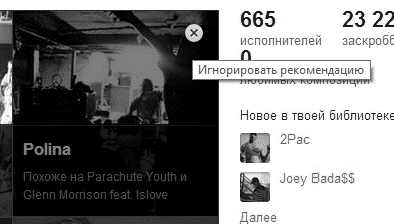 665
23 22
исполнителей
заскробб
0
Игнорировать рекомендацию
любимых композиций
Новое в твоей библиотеке
2Pac
Joey Bada$$
Далее
Polina
Похоже на Parachute Youth и
Glenn Morrison feat. Islove